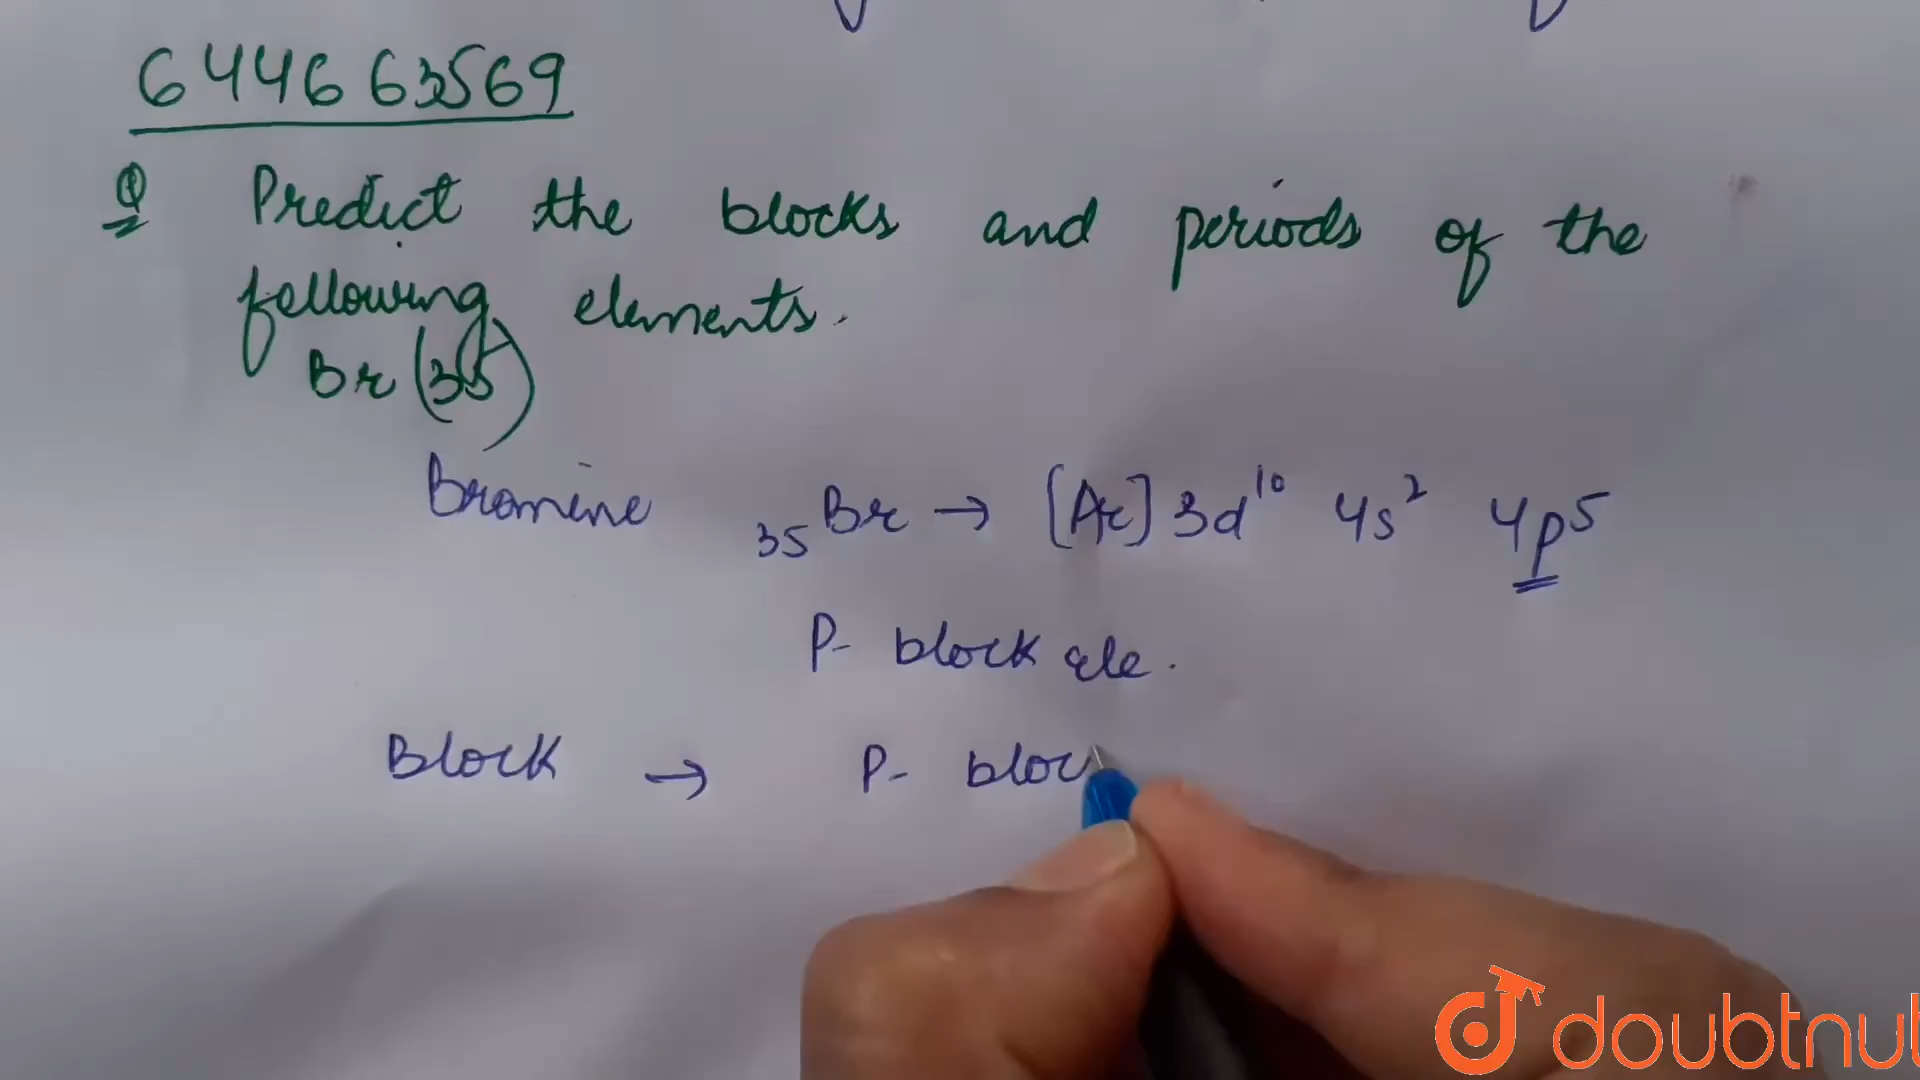 644663569
Q Predict the blocks and periods of the
following elements.
Br (35)
Bromine 35Br → [Ar] 3d¹⁰ 4s² 4p⁵
P- block ele.
Block → P- bloc
doubtnut